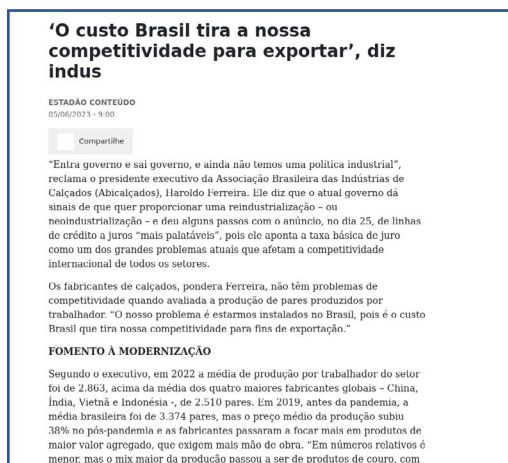 ‘O custo Brasil tira a nossa
competitividade para exportar’, diz
indus
ESTADÃO CONTEÚDO
05/06/2023 - 9:00
Compartilhe
“Entra governo e sai governo, e ainda não temos uma política industrial”,
reclama o presidente executivo da Associação Brasileira das Indústrias de
Calçados (Abicalçados), Haroldo Ferreira. Ele diz que o atual governo dá
sinais de que quer proporcionar uma reindustrialização – ou
neoindustrialização – e deu alguns passos com o anúncio, no dia 25, de linhas
de crédito a juros “mais palatáveis”, pois ele aponta a taxa básica de juro
como um dos grandes problemas atuais que afetam a competitividade
internacional de todos os setores.
Os fabricantes de calçados, pondera Ferreira, não têm problemas de
competitividade quando avaliada a produção de pares produzidos por
trabalhador. “O nosso problema é estarmos instalados no Brasil, pois é o custo
Brasil que tira nossa competitividade para fins de exportação.”
FOMENTO À MODERNIZAÇÃO
Segundo o executivo, em 2022 a média de produção por trabalhador do setor
foi de 2.863, acima da média dos quatro maiores fabricantes globais – China,
Índia, Vietnã e Indonésia -, de 2.510 pares. Em 2019, antes da pandemia, a
média brasileira foi de 3.374 pares, mas o preço médio da produção subiu
38% no pós-pandemia e as fabricantes passaram a focar mais em produtos de
maior valor agregado, que exigem mais mão de obra. “Em números relativos é
menor, mas o mix maior da produção passou a ser de produtos de couro, com